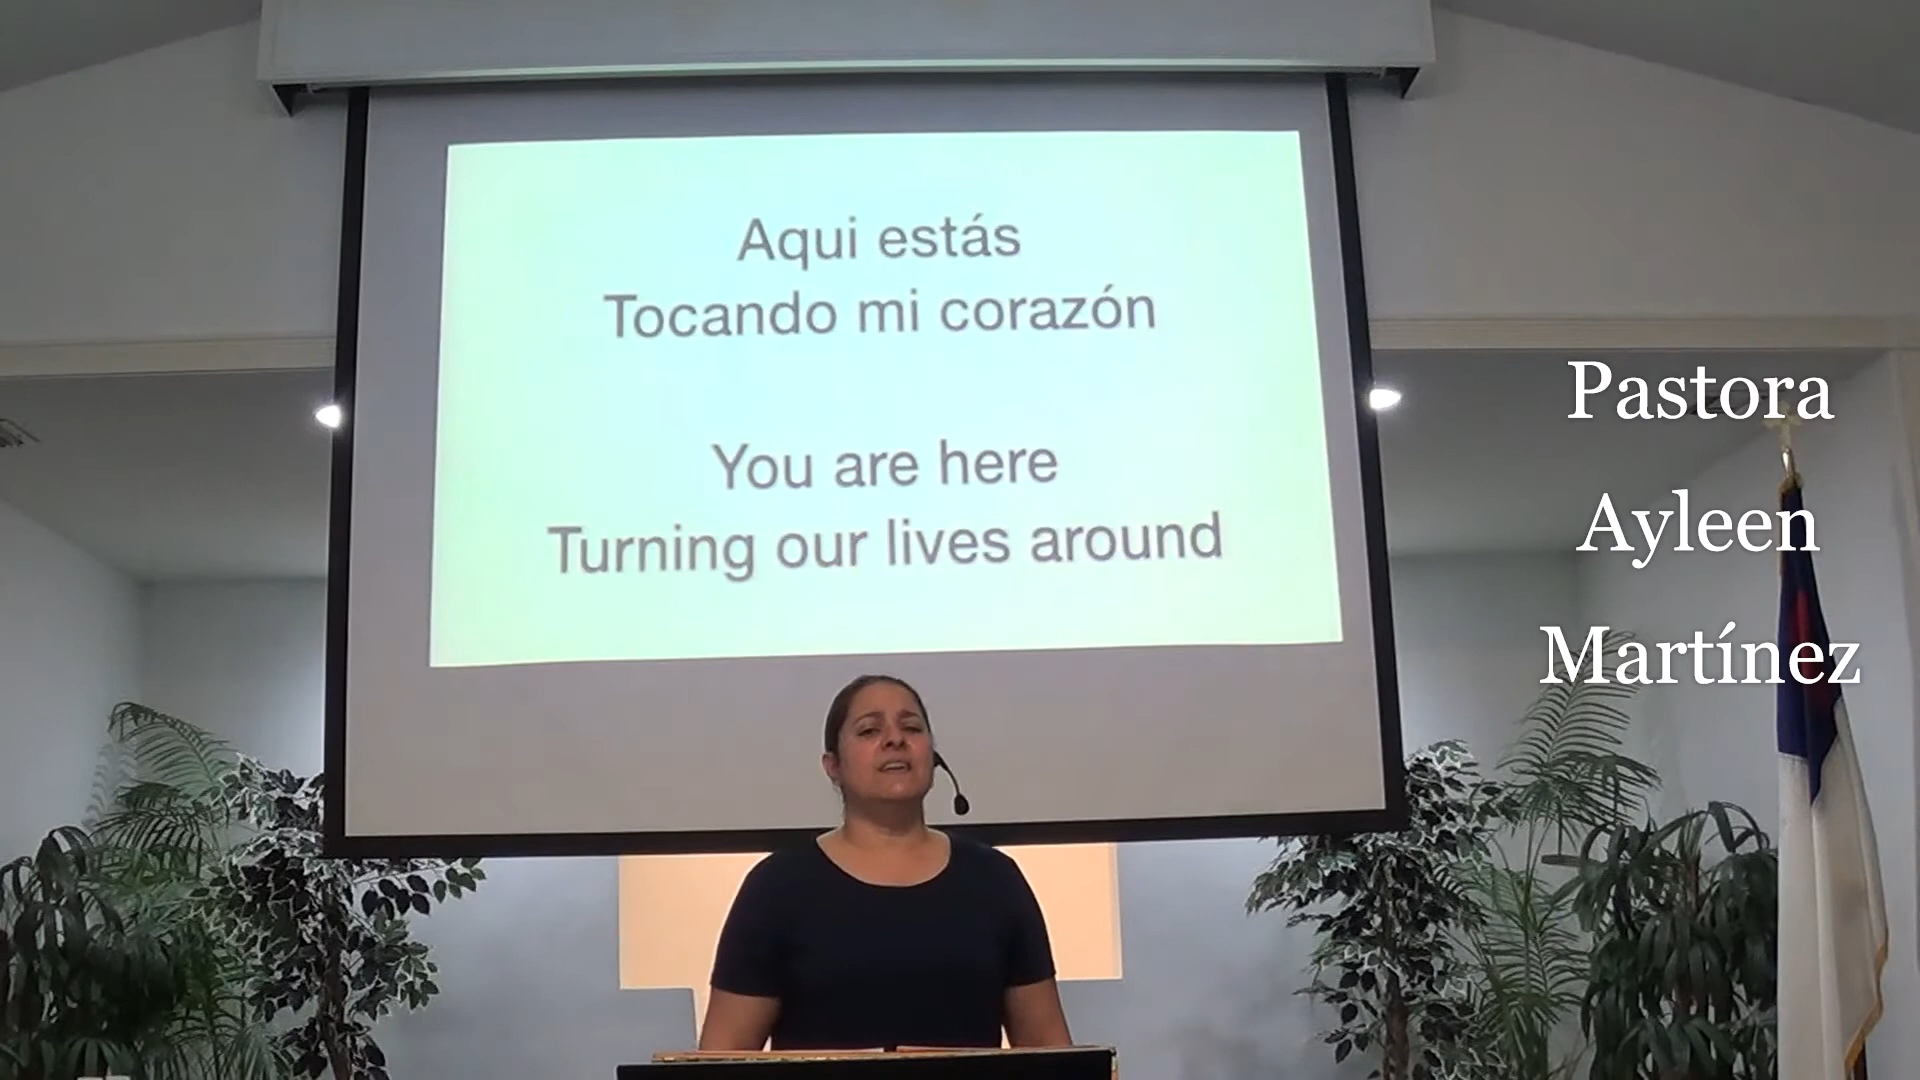 Aqui estás
Tocando mi corazón
You are here
Turning our lives around
Pastora
Ayleen
Martínez